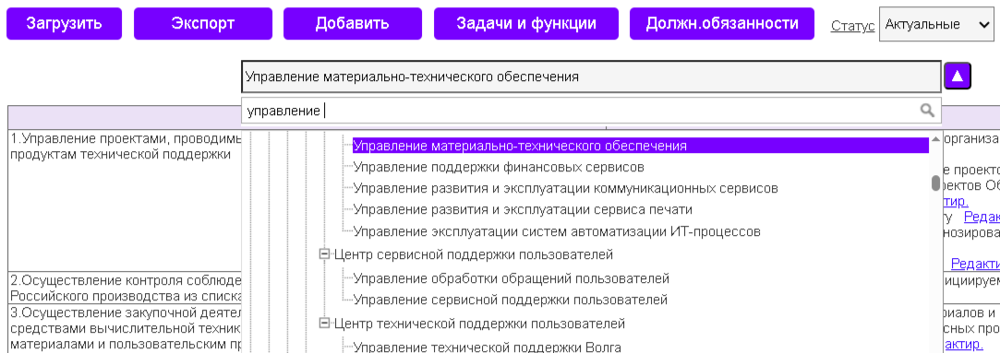 Загрузить Экспорт Добавить Задачи и функции Должн.обязанности Статус Актуальные
Управление материально-технического обеспечения
управление
1.Управление проектами, проводимы
продуктам технической поддержки
Управление материально-технического обеспечения
Управление поддержки финансовых сервисов
Управление развития и эксплуатации коммуникационных сервисов
Управление развития и эксплуатации сервиса печати
Управление эксплуатации систем автоматизации ИТ-процессов
Центр сервисной поддержки пользователей
Управление обработки обращений пользователей
Управление сервисной поддержки пользователей
Центр технической поддержки пользователей
Управление технической поддержки Волга
организа
е проекто
ректов Об
тир.
ту Редак
нозирова
Редакти
2.Осуществление контроля соблюде
Российского производства из списка
ициируем
3.Осуществление закупочной деятел
средствами вычислительной техник
материалами и пользовательским пр
риалов и
сных про
актир.